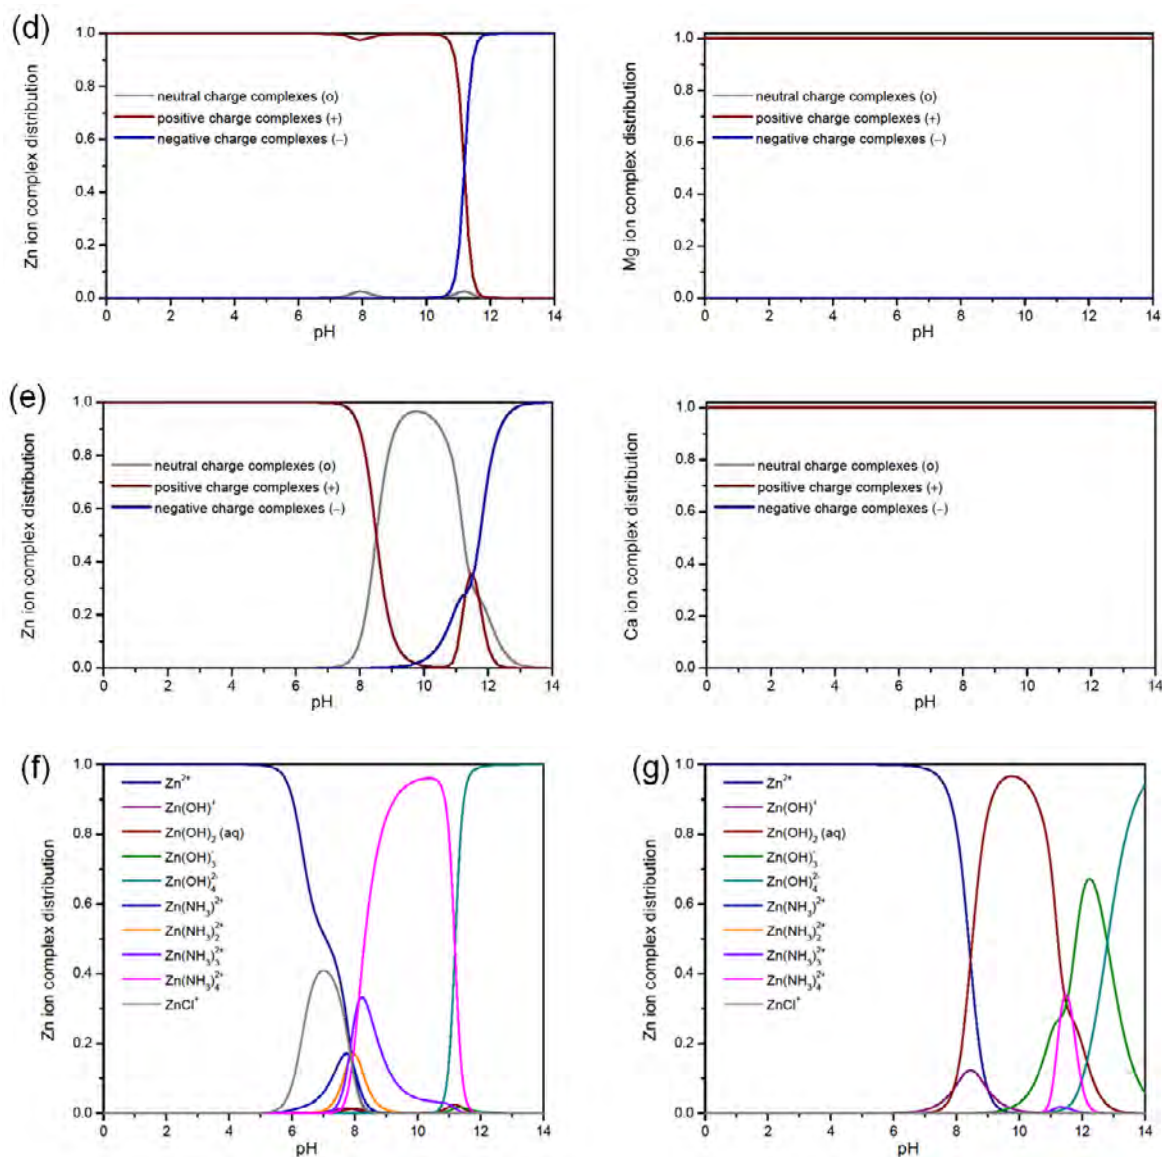 (d)
1.0
0.8
0.6
0.4
0.2
0.0
Zn ion complex distribution
neutral charge complexes (o)
positive charge complexes (+)
negative charge complexes (−)
0 2 4 6 8 10 12 14
pH
1.0
0.8
0.6
0.4
0.2
0.0
Mg ion complex distribution
neutral charge complexes (o)
positive charge complexes (+)
negative charge complexes (−)
0 2 4 6 8 10 12 14
pH
(e)
1.0
0.8
0.6
0.4
0.2
0.0
Zn ion complex distribution
neutral charge complexes (o)
positive charge complexes (+)
negative charge complexes (−)
0 2 4 6 8 10 12 14
pH
1.0
0.8
0.6
0.4
0.2
0.0
Ca ion complex distribution
neutral charge complexes (o)
positive charge complexes (+)
negative charge complexes (−)
0 2 4 6 8 10 12 14
pH
(f)
1.0
0.8
0.6
0.4
0.2
0.0
Zn ion complex distribution
Zn²⁺
Zn(OH)⁺
Zn(OH)₂ (aq)
Zn(OH)₃⁻
Zn(OH)₄²⁻
Zn(NH₃)²⁺
Zn(NH₃)₂²⁺
Zn(NH₃)₃²⁺
Zn(NH₃)₄²⁺
ZnCl⁺
0 2 4 6 8 10 12 14
pH
(g)
1.0
0.8
0.6
0.4
0.2
0.0
Zn ion complex distribution
Zn²⁺
Zn(OH)⁺
Zn(OH)₂ (aq)
Zn(OH)₃⁻
Zn(OH)₄²⁻
Zn(NH₃)²⁺
Zn(NH₃)₂²⁺
Zn(NH₃)₃²⁺
Zn(NH₃)₄²⁺
ZnCl⁺
0 2 4 6 8 10 12 14
pH